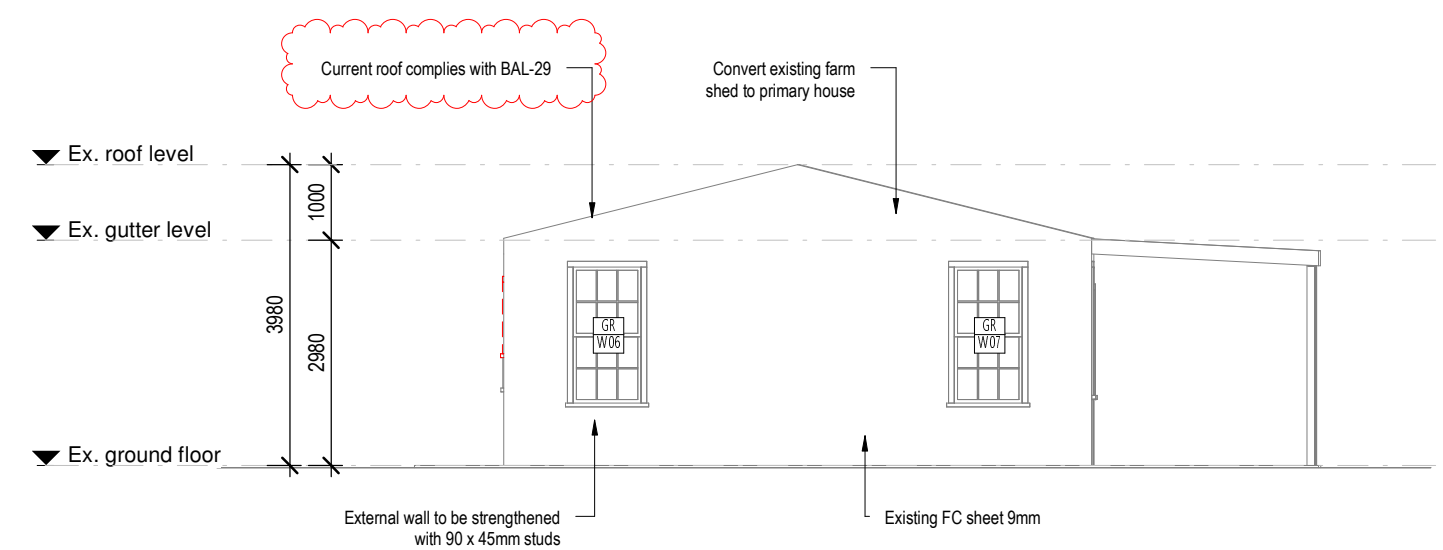 Current roof complies with BAL-29
Convert existing farm
shed to primary house
Ex. roof level
1000
Ex. gutter level
3980
2980
GR
W06
GR
W07
Ex. ground floor
External wall to be strengthened
with 90 x 45mm studs
Existing FC sheet 9mm